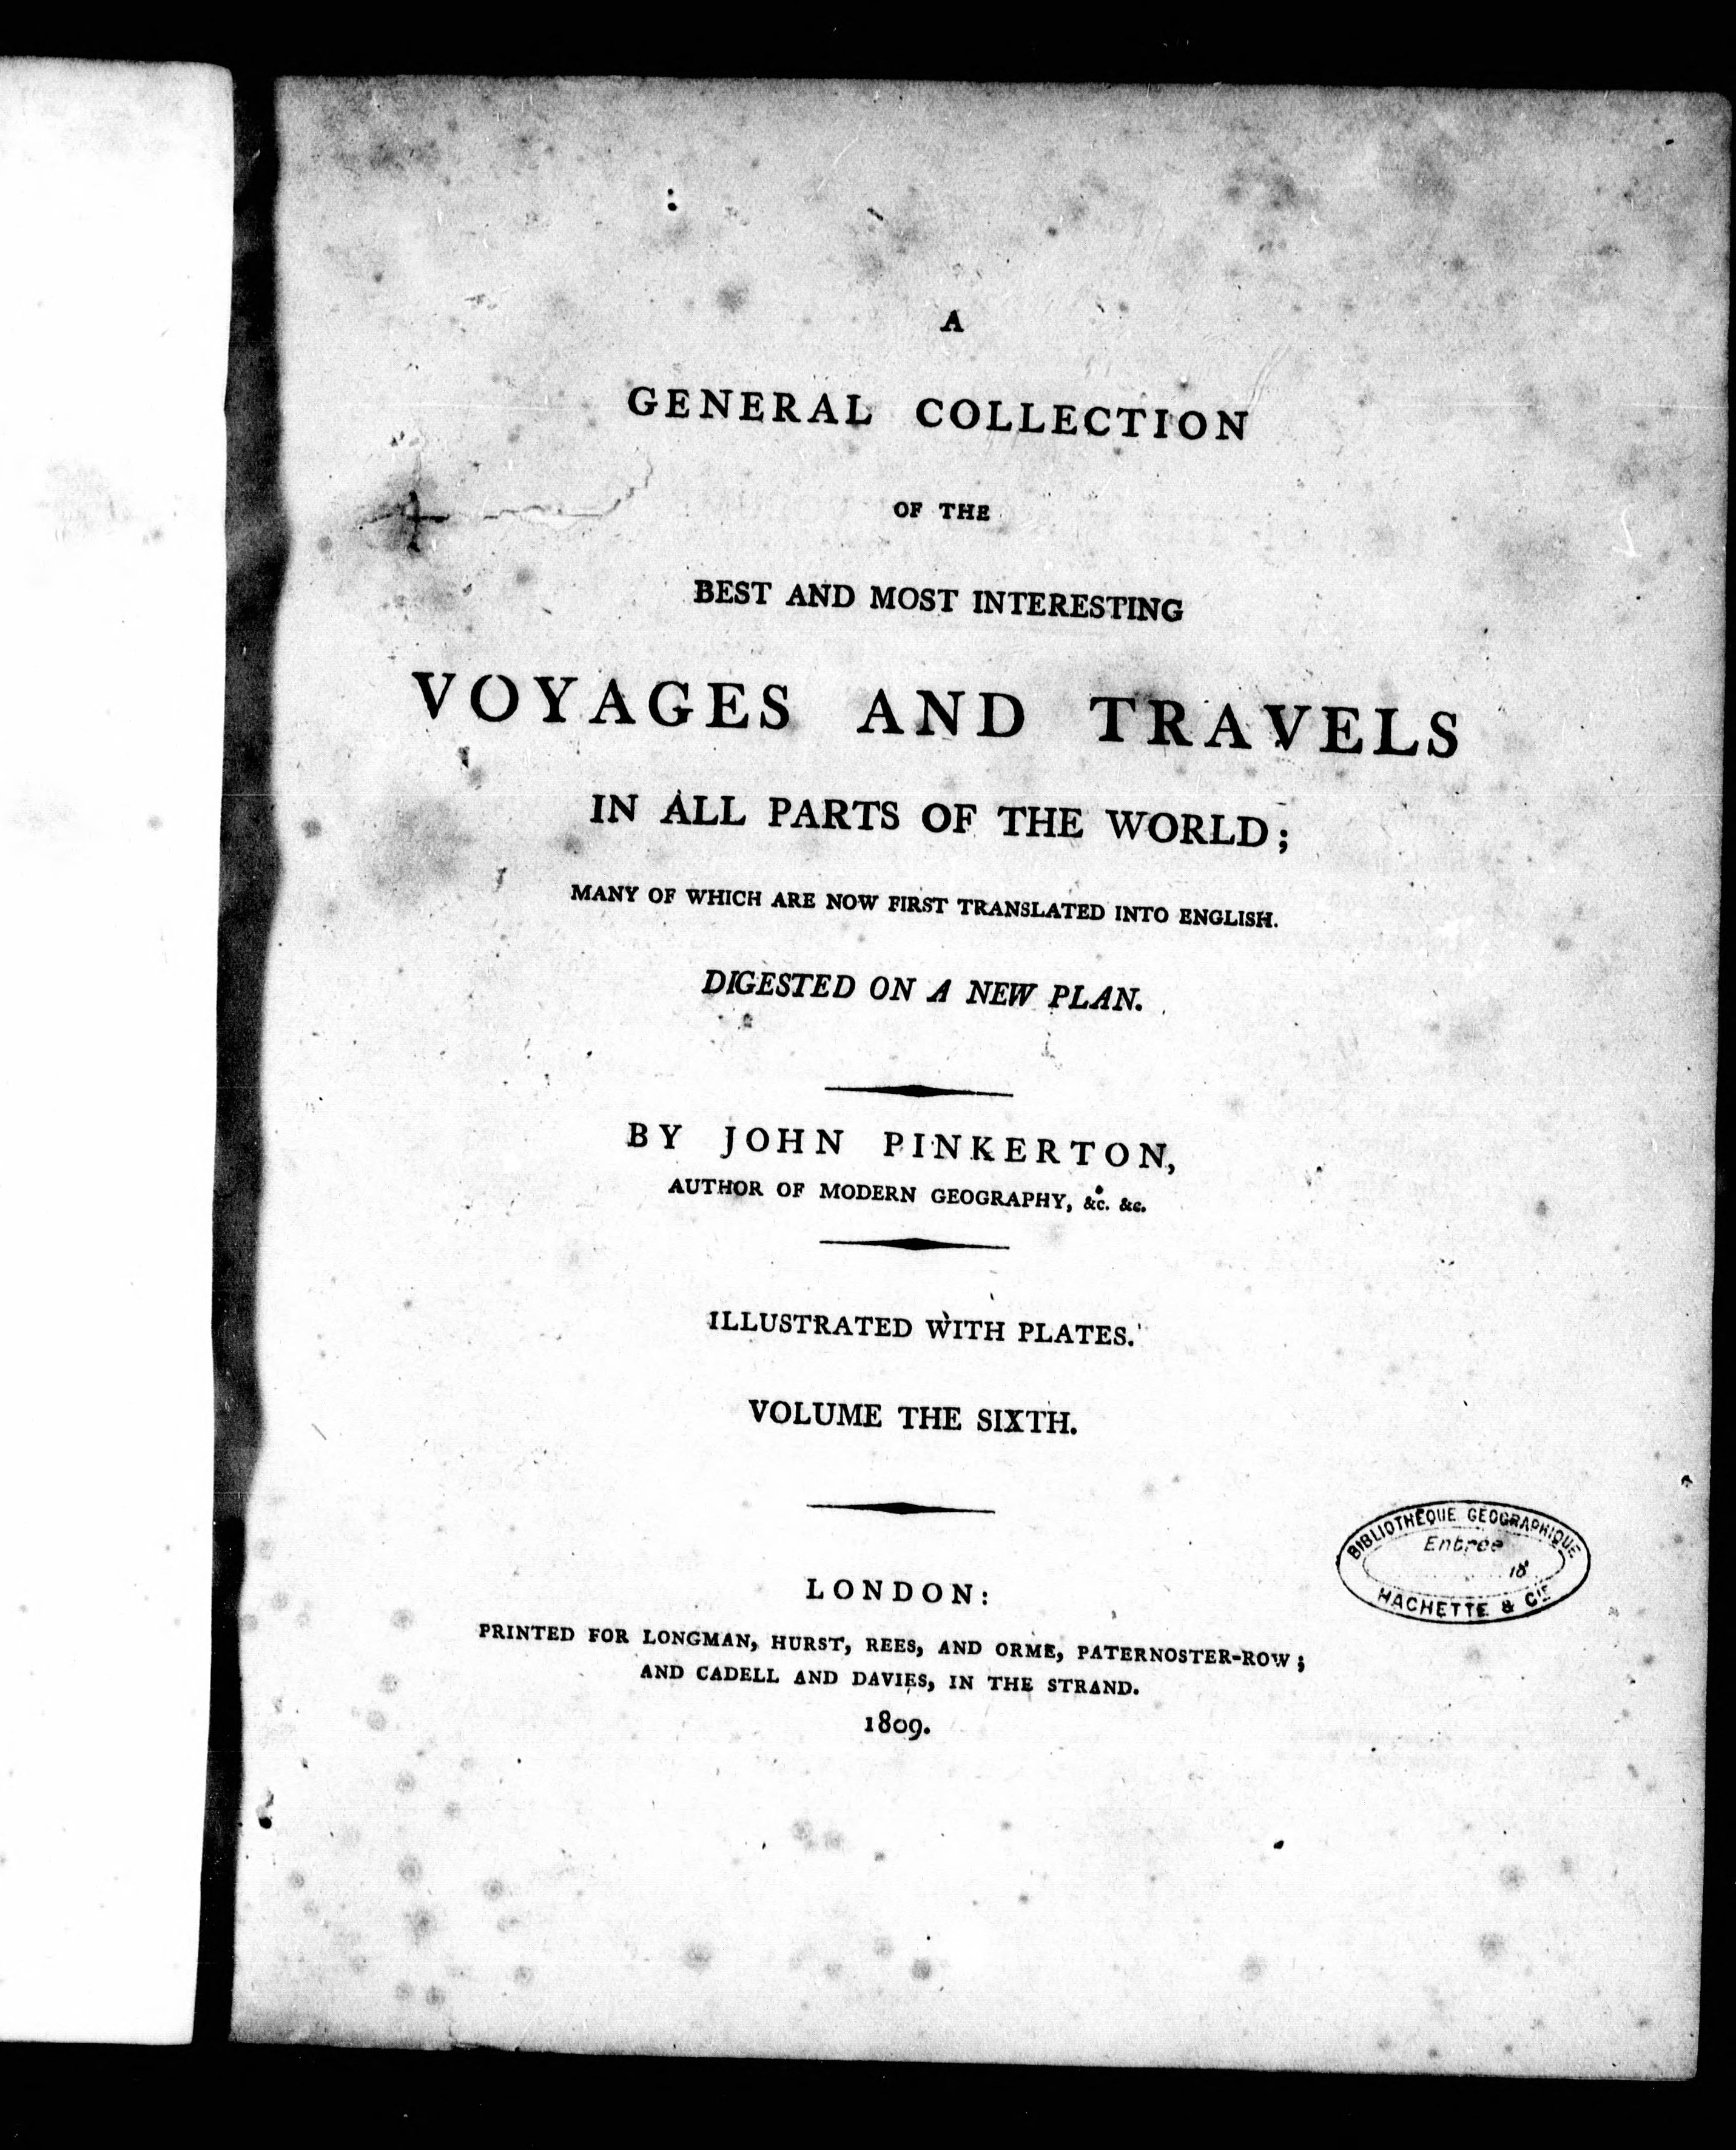 A
GENERAL COLLECTION
OF THE
BEST AND MOST INTERESTING
VOYAGES AND TRAVELS
IN ALL PARTS OF THE WORLD;
MANY OF WHICH ARE NOW FIRST TRANSLATED INTO ENGLISH.
DIGESTED ON A NEW PLAN.
BY JOHN PINKERTON,
AUTHOR OF MODERN GEOGRAPHY, &c. &c.
ILLUSTRATED WITH PLATES.
VOLUME THE SIXTH.
BIBLIOTHÈQUE GÉOGRAPHIQUE
Entrée
18
HACHETTE & CIE
LONDON:
PRINTED FOR LONGMAN, HURST, REES, AND ORME, PATERNOSTER-ROW;
AND CADELL AND DAVIES, IN THE STRAND.
1809.